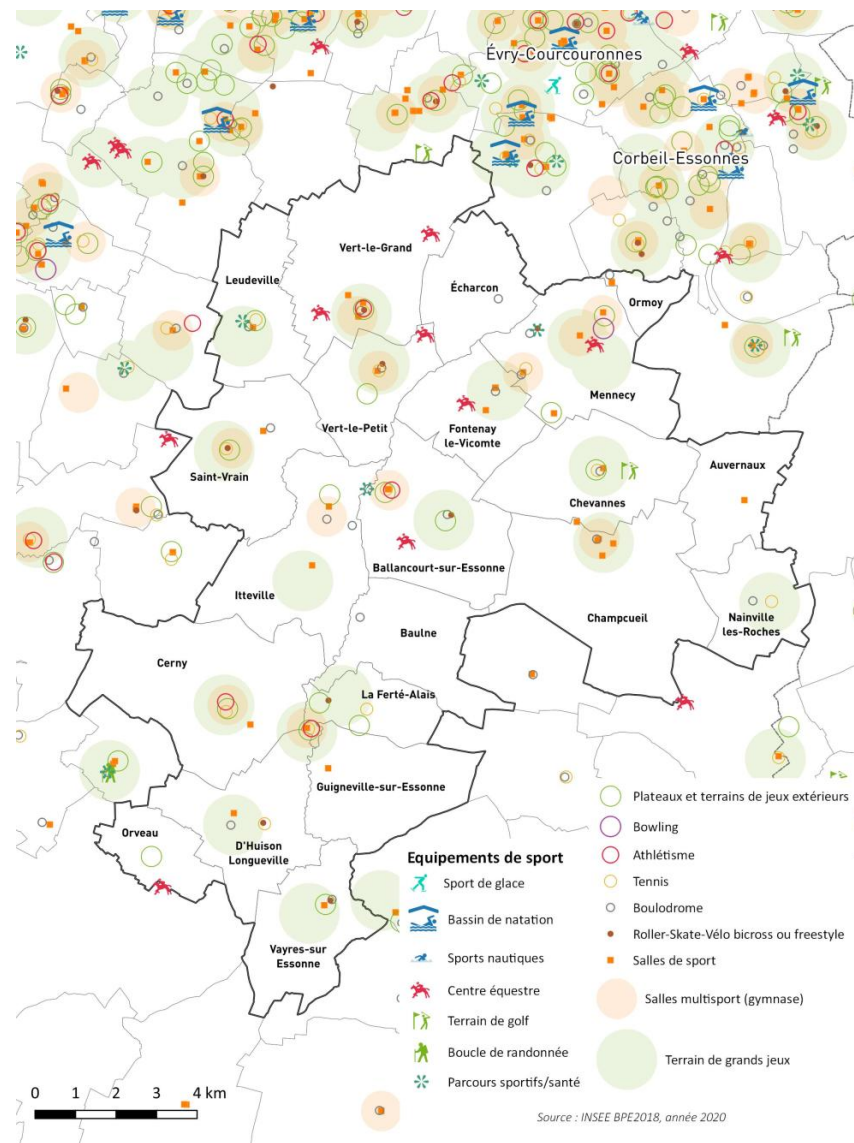 Évry-Courcouronnes
Corbeil-Essonnes
Vert-le-Grand
Leudeville
Écharcon
Ormoy
Mennecy
Vert-le-Petit
Fontenay
le-Vicomte
Saint-Vrain
Auvernaux
Chevannes
Ballancourt-sur-Essonne
Itteville
Champcueil
Nainville
les-Roches
Baulne
Cerny
La Ferté-Alais
Guigneville-sur-Essonne
Orveau
D'Huison
Longueville
Vayres-sur
Essonne
Equipements de sport
Sport de glace
Bassin de natation
Sports nautiques
Centre équestre
Terrain de golf
Boucle de randonnée
Parcours sportifs/santé
Plateaux et terrains de jeux extérieurs
Bowling
Athlétisme
Tennis
Boulodrome
Roller-Skate-Vélo bicross ou freestyle
Salles de sport
Salles multisport (gymnase)
Terrain de grands jeux
0 1 2 3 4 km
Source : INSEE BPE2018, année 2020